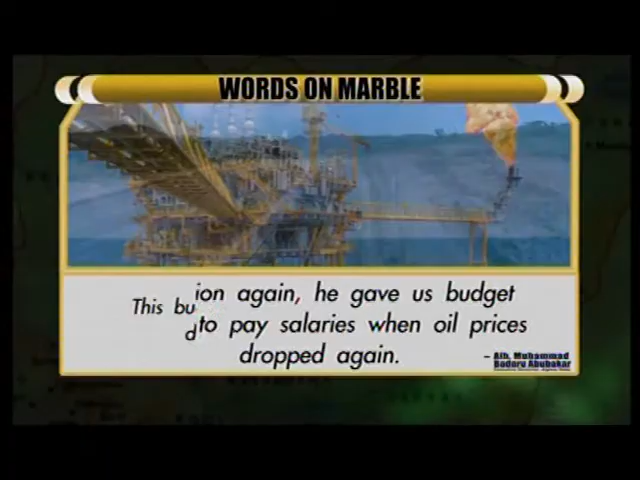 WORDS ON MARBLE
This bu
ion again, he gave us budget
d
to pay salaries when oil prices
dropped again.
– Alh. Muhammad
Badaru Abubakar